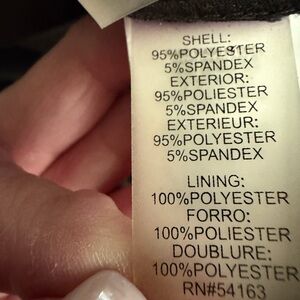 SHELL:
95%POLYESTER
5%SPANDEX
EXTERIOR:
95%POLIESTER
5%SPANDEX
EXTERIEUR:
95%POLYESTER
5%SPANDEX
LINING:
100%POLYESTER
FORRO:
100%POLIESTER
DOUBLURE:
100%POLYESTER
RN#54163